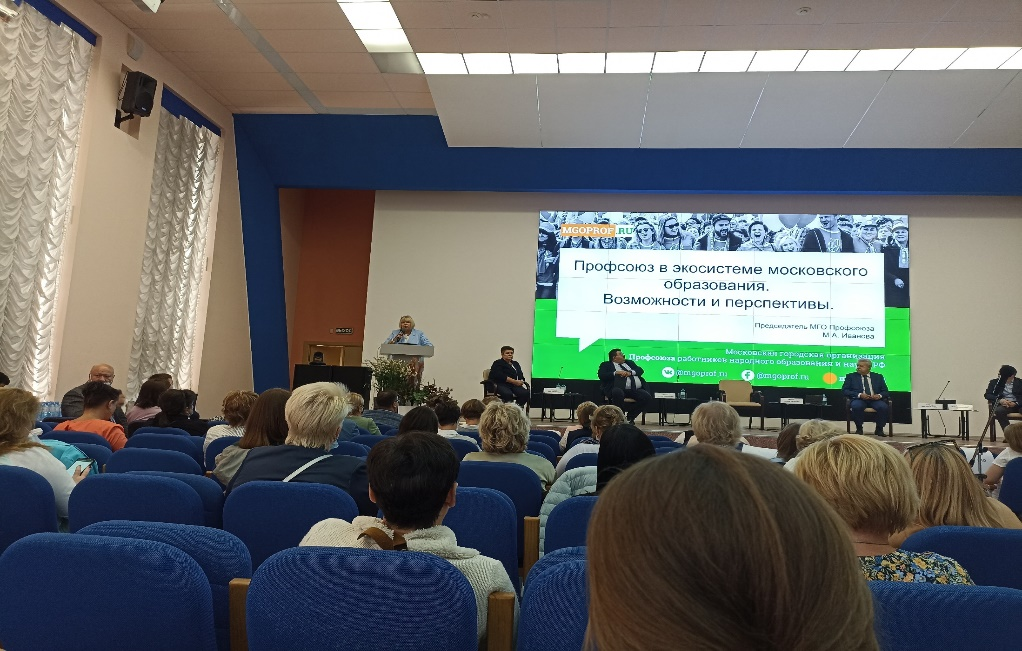 MGOPROF.RU
Профсоюз в экосистеме московского
образования.
Возможности и перспективы.
Председатель МГО Профсоюза
М.А. Иванова
Московская городская организация
Профсоюза работников народного образования и РФ
@mgoprof.ru @mgoprof.ru